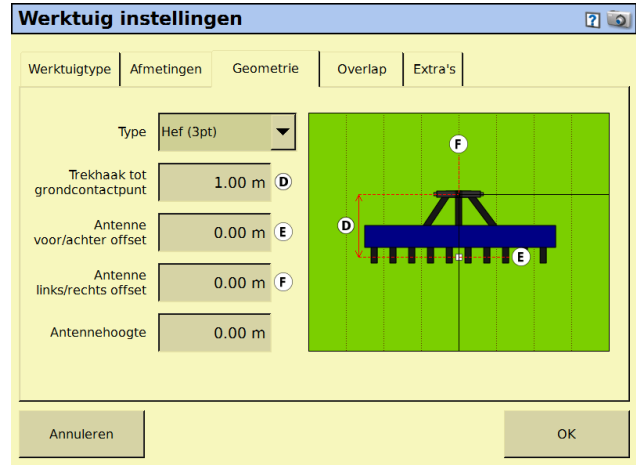 Werktuig instellingen
?
Werktuigtype
Afmetingen
Geometrie
Overlap
Extra's
Type
Hef (3pt)
Trekhaak tot
grondcontactpunt
1.00 m
D
Antenne
voor/achter offset
0.00 m
E
Antenne
links/rechts offset
0.00 m
F
Antennehoogte
0.00 m
F
D
E
Annuleren
OK